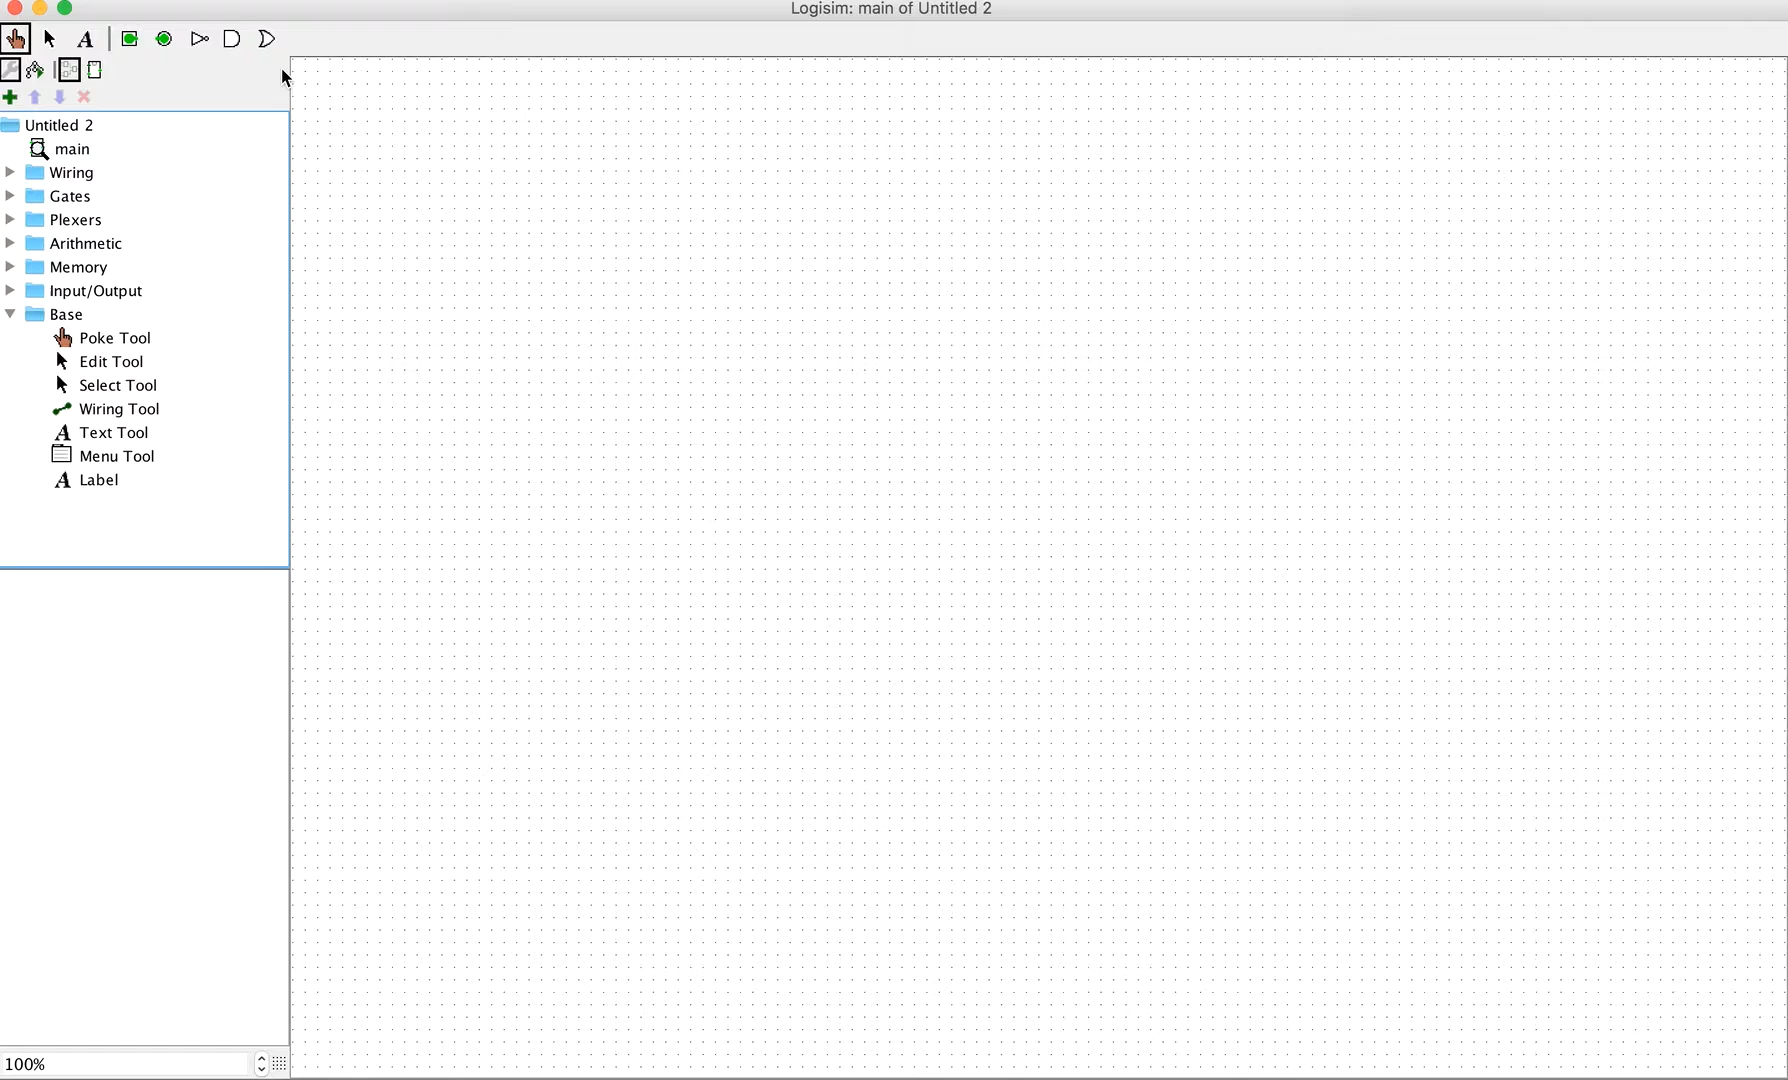 Logisim: main of Untitled 2
A
Untitled 2
main
Wiring
Gates
Plexers
Arithmetic
Memory
Input/Output
Base
Poke Tool
Edit Tool
Select Tool
Wiring Tool
A Text Tool
Menu Tool
A Label
100%